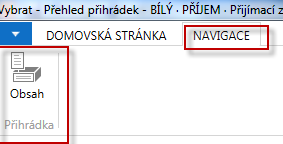 Vybrat - Přehled přihrádek - BÍLÝ · PŘÍJEM · Přijímací z
DOMOVSKÁ STRÁNKA NAVIGACE
Obsah
Přihrádka